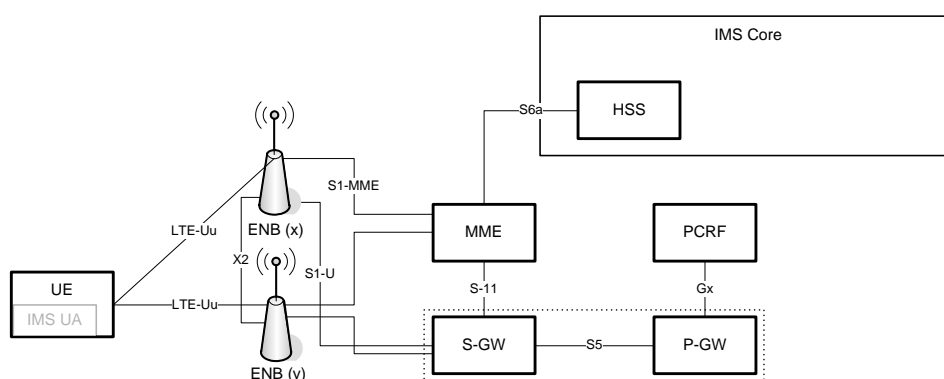 IMS Core
HSS
S6a
S1-MME
ENB (x)
MME
PCRF
LTE-Uu
X2
S1-U
UE
IMS UA
LTE-Uu
S-11
Gx
S-GW
S5
P-GW
ENB (y)